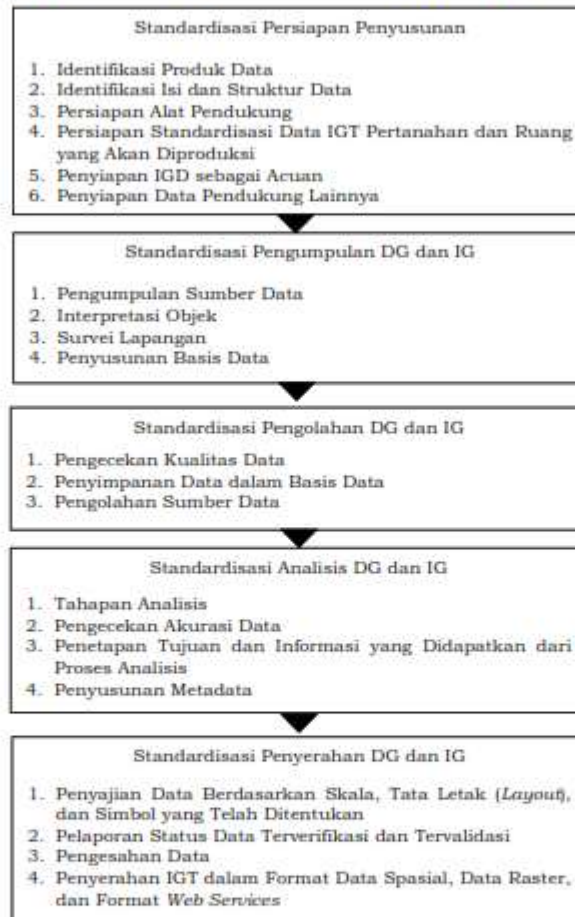 Standardisasi Persiapan Penyusunan
1. Identifikasi Produk Data
2. Identifikasi Isi dan Struktur Data
3. Persiapan Alat Pendukung
4. Persiapan Standardisasi Data IGT Pertanahan dan Ruang
yang Akan Diproduksi
5. Penyiapan IGD sebagai Acuan
6. Penyiapan Data Pendukung Lainnya
Standardisasi Pengumpulan DG dan IG
1. Pengumpulan Sumber Data
2. Interpretasi Objek
3. Survei Lapangan
4. Penyusunan Basis Data
Standardisasi Pengolahan DG dan IG
1. Pengecekan Kualitas Data
2. Penyimpanan Data dalam Basis Data
3. Pengolahan Sumber Data
Standardisasi Analisis DG dan IG
1. Tahapan Analisis
2. Pengecekan Akurasi Data
3. Penetapan Tujuan dan Informasi yang Didapatkan dari
Proses Analisis
4. Penyusunan Metadata
Standardisasi Penyerahan DG dan IG
1. Penyajian Data Berdasarkan Skala, Tata Letak (Layout),
dan Simbol yang Telah Ditentukan
2. Pelaporan Status Data Terverifikasi dan Tervalidasi
3. Pengesahan Data
4. Penyerahan IGT dalam Format Data Spasial, Data Raster,
dan Format Web Services